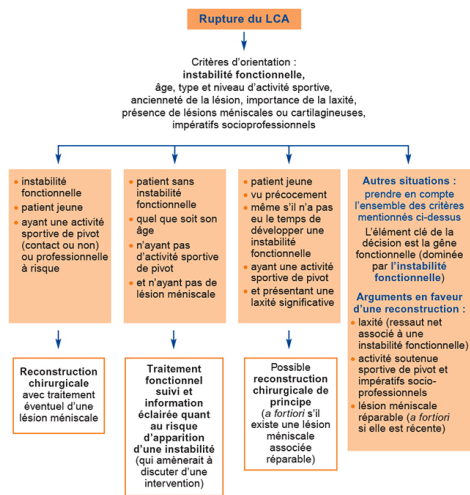 Rupture du LCA
Critères d'orientation :
instabilité fonctionnelle,
âge, type et niveau d'activité sportive,
ancienneté de la lésion, importance de la laxité,
présence de lésions méniscales ou cartilagineuses,
impératifs socioprofessionnels
• instabilité
fonctionnelle
• patient jeune
• ayant une activité
sportive de pivot
(contact ou non)
ou professionnelle
à risque
Reconstruction
chirurgicale
avec traitement
éventuel d'une
lésion méniscale
• patient sans
instabilité
fonctionnelle
• quel que soit son
âge
• n'ayant pas
d'activité sportive
de pivot
• et n'ayant pas de
lésion méniscale
Traitement
fonctionnel
suivi et
information
éclairée quant
au risque
d'apparition
d'une instabilité
(qui amènerait à
discuter d'une
intervention)
• patient jeune
• vu précocement
• même s'il n'a pas
eu le temps de
développer une
instabilité
fonctionnelle
• ayant une activité
sportive de pivot
• et présentant une
laxité significative
Possible
reconstruction
chirurgicale de
principe
(a fortiori s'il
existe une lésion
méniscale
associée
réparable)
Autres situations :
prendre en compte
l'ensemble des critères
mentionnés ci-dessus
L'élément clé de la
décision est la gêne
fonctionnelle (dominée
par l'instabilité
fonctionnelle)
Arguments en faveur
d'une reconstruction :
• laxité (ressaut net
associé à une
instabilité fonctionnelle)
• activité soutenue
sportive de pivot et
impératifs socio-
professionnels
• lésion méniscale
réparable (a fortiori
si elle est récente)